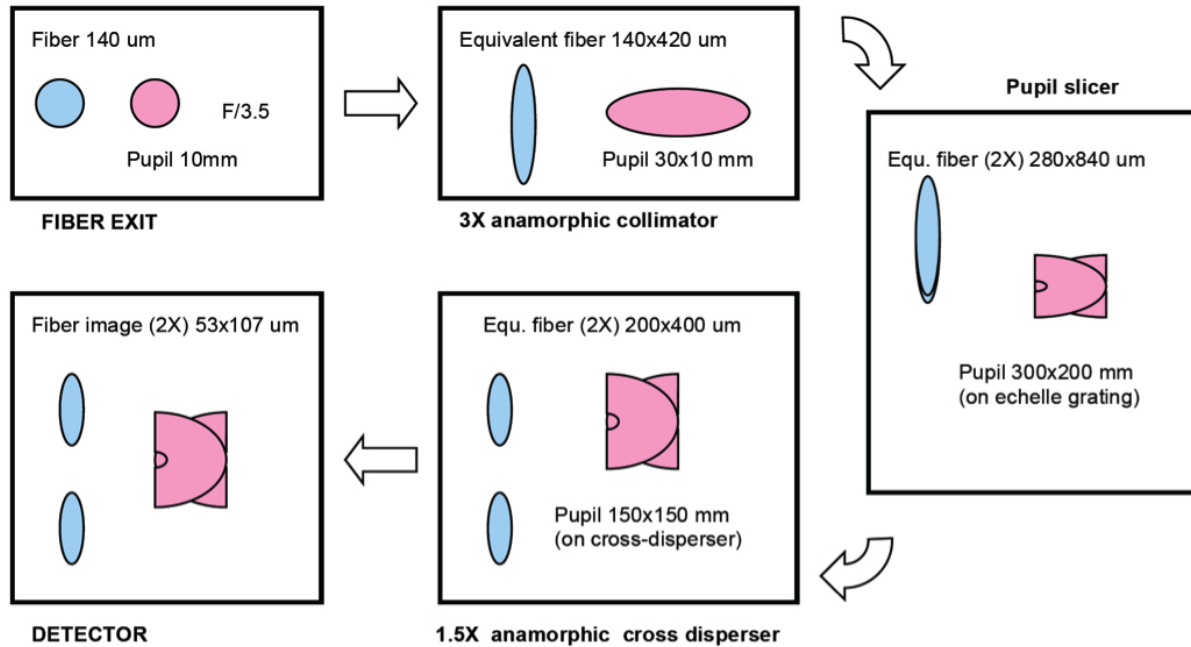 Fiber 140 um
F/3.5
Pupil 10mm
FIBER EXIT
Equivalent fiber 140x420 um
Pupil 30x10 mm
3X anamorphic collimator
Pupil slicer
Equ. fiber (2X) 280x840 um
Pupil 300x200 mm
(on echelle grating)
Fiber image (2X) 53x107 um
DETECTOR
Equ. fiber (2X) 200x400 um
Pupil 150x150 mm
(on cross-disperser)
1.5X anamorphic cross disperser